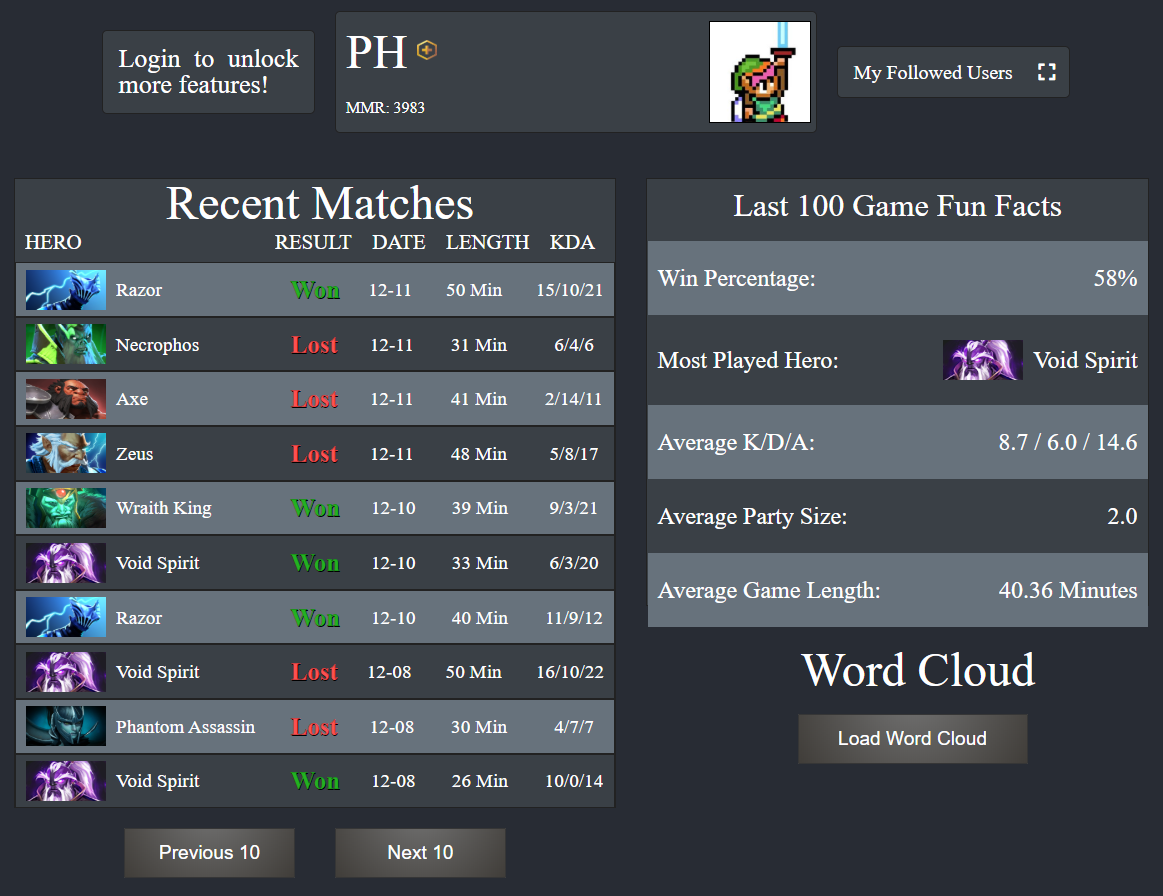 Login to unlock
more features!
PH
MMR: 3983
My Followed Users
Recent Matches
HERO RESULT DATE LENGTH KDA
Razor Won 12-11 50 Min 15/10/21
Necrophos Lost 12-11 31 Min 6/4/6
Axe Lost 12-11 41 Min 2/14/11
Zeus Lost 12-11 48 Min 5/8/17
Wraith King Won 12-10 39 Min 9/3/21
Void Spirit Won 12-10 33 Min 6/3/20
Razor Won 12-10 40 Min 11/9/12
Void Spirit Lost 12-08 50 Min 16/10/22
Phantom Assassin Lost 12-08 30 Min 4/7/7
Void Spirit Won 12-08 26 Min 10/0/14
Previous 10 Next 10
Last 100 Game Fun Facts
Win Percentage: 58%
Most Played Hero: Void Spirit
Average K/D/A: 8.7 / 6.0 / 14.6
Average Party Size: 2.0
Average Game Length: 40.36 Minutes
Word Cloud
Load Word Cloud